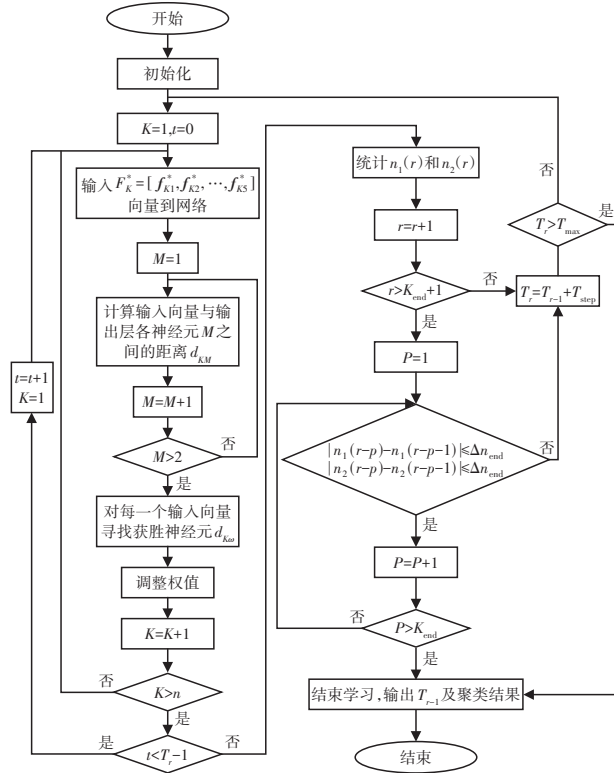 开始
初始化
K=1,t=0
输入F*K=[f*K1,f*K2,…,f*K5]
向量到网络
M=1
计算输入向量与输
出层各神经元M之
间的距离dKM
M=M+1
M>2
否
是
对每一个输入向量
寻找获胜神经元dKω
调整权值
K=K+1
K>n
否
是
t<Tr-1
是
否
t=t+1
K=1
统计n1(r)和n2(r)
r=r+1
r>Kend+1
否
是
P=1
|n1(r-p)-n1(r-p-1)|≤Δnend
|n2(r-p)-n2(r-p-1)|≤Δnend
否
是
P=P+1
P>Kend
否
是
Tr=Tr-1+Tstep
Tr>Tmax
否
是
结束学习,输出Tr-1及聚类结果
结束